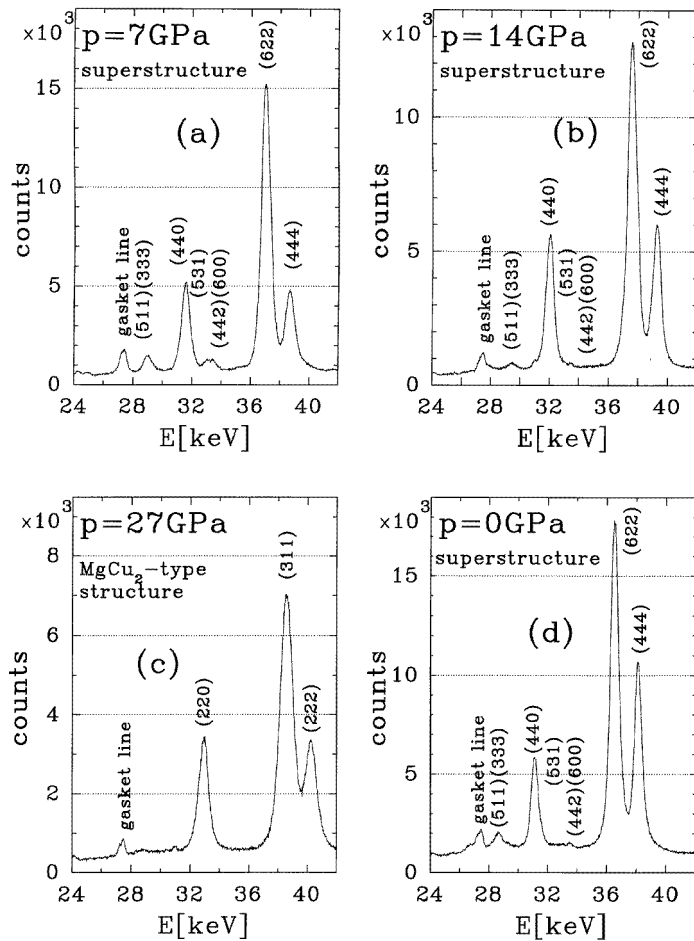 ×10³
p=7GPa
superstructure
(a)
(622)
(444)
(440)
(531)
(442)(600)
(511)(333)
gasket line
counts
15
10
5
0
24 28 32 36 40
E[keV]
×10³
p=14GPa
superstructure
(b)
(622)
(444)
(440)
(531)
(442)(600)
(511)(333)
gasket line
counts
10
5
0
24 28 32 36 40
E[keV]
×10³
p=27GPa
MgCu₂-type
structure
(c)
(311)
(222)
(220)
gasket line
counts
8
6
4
2
0
24 28 32 36 40
E[keV]
×10³
p=0GPa
superstructure
(d)
(622)
(444)
(440)
(531)
(442)(600)
(511)(333)
gasket line
counts
15
10
5
0
24 28 32 36 40
E[keV]